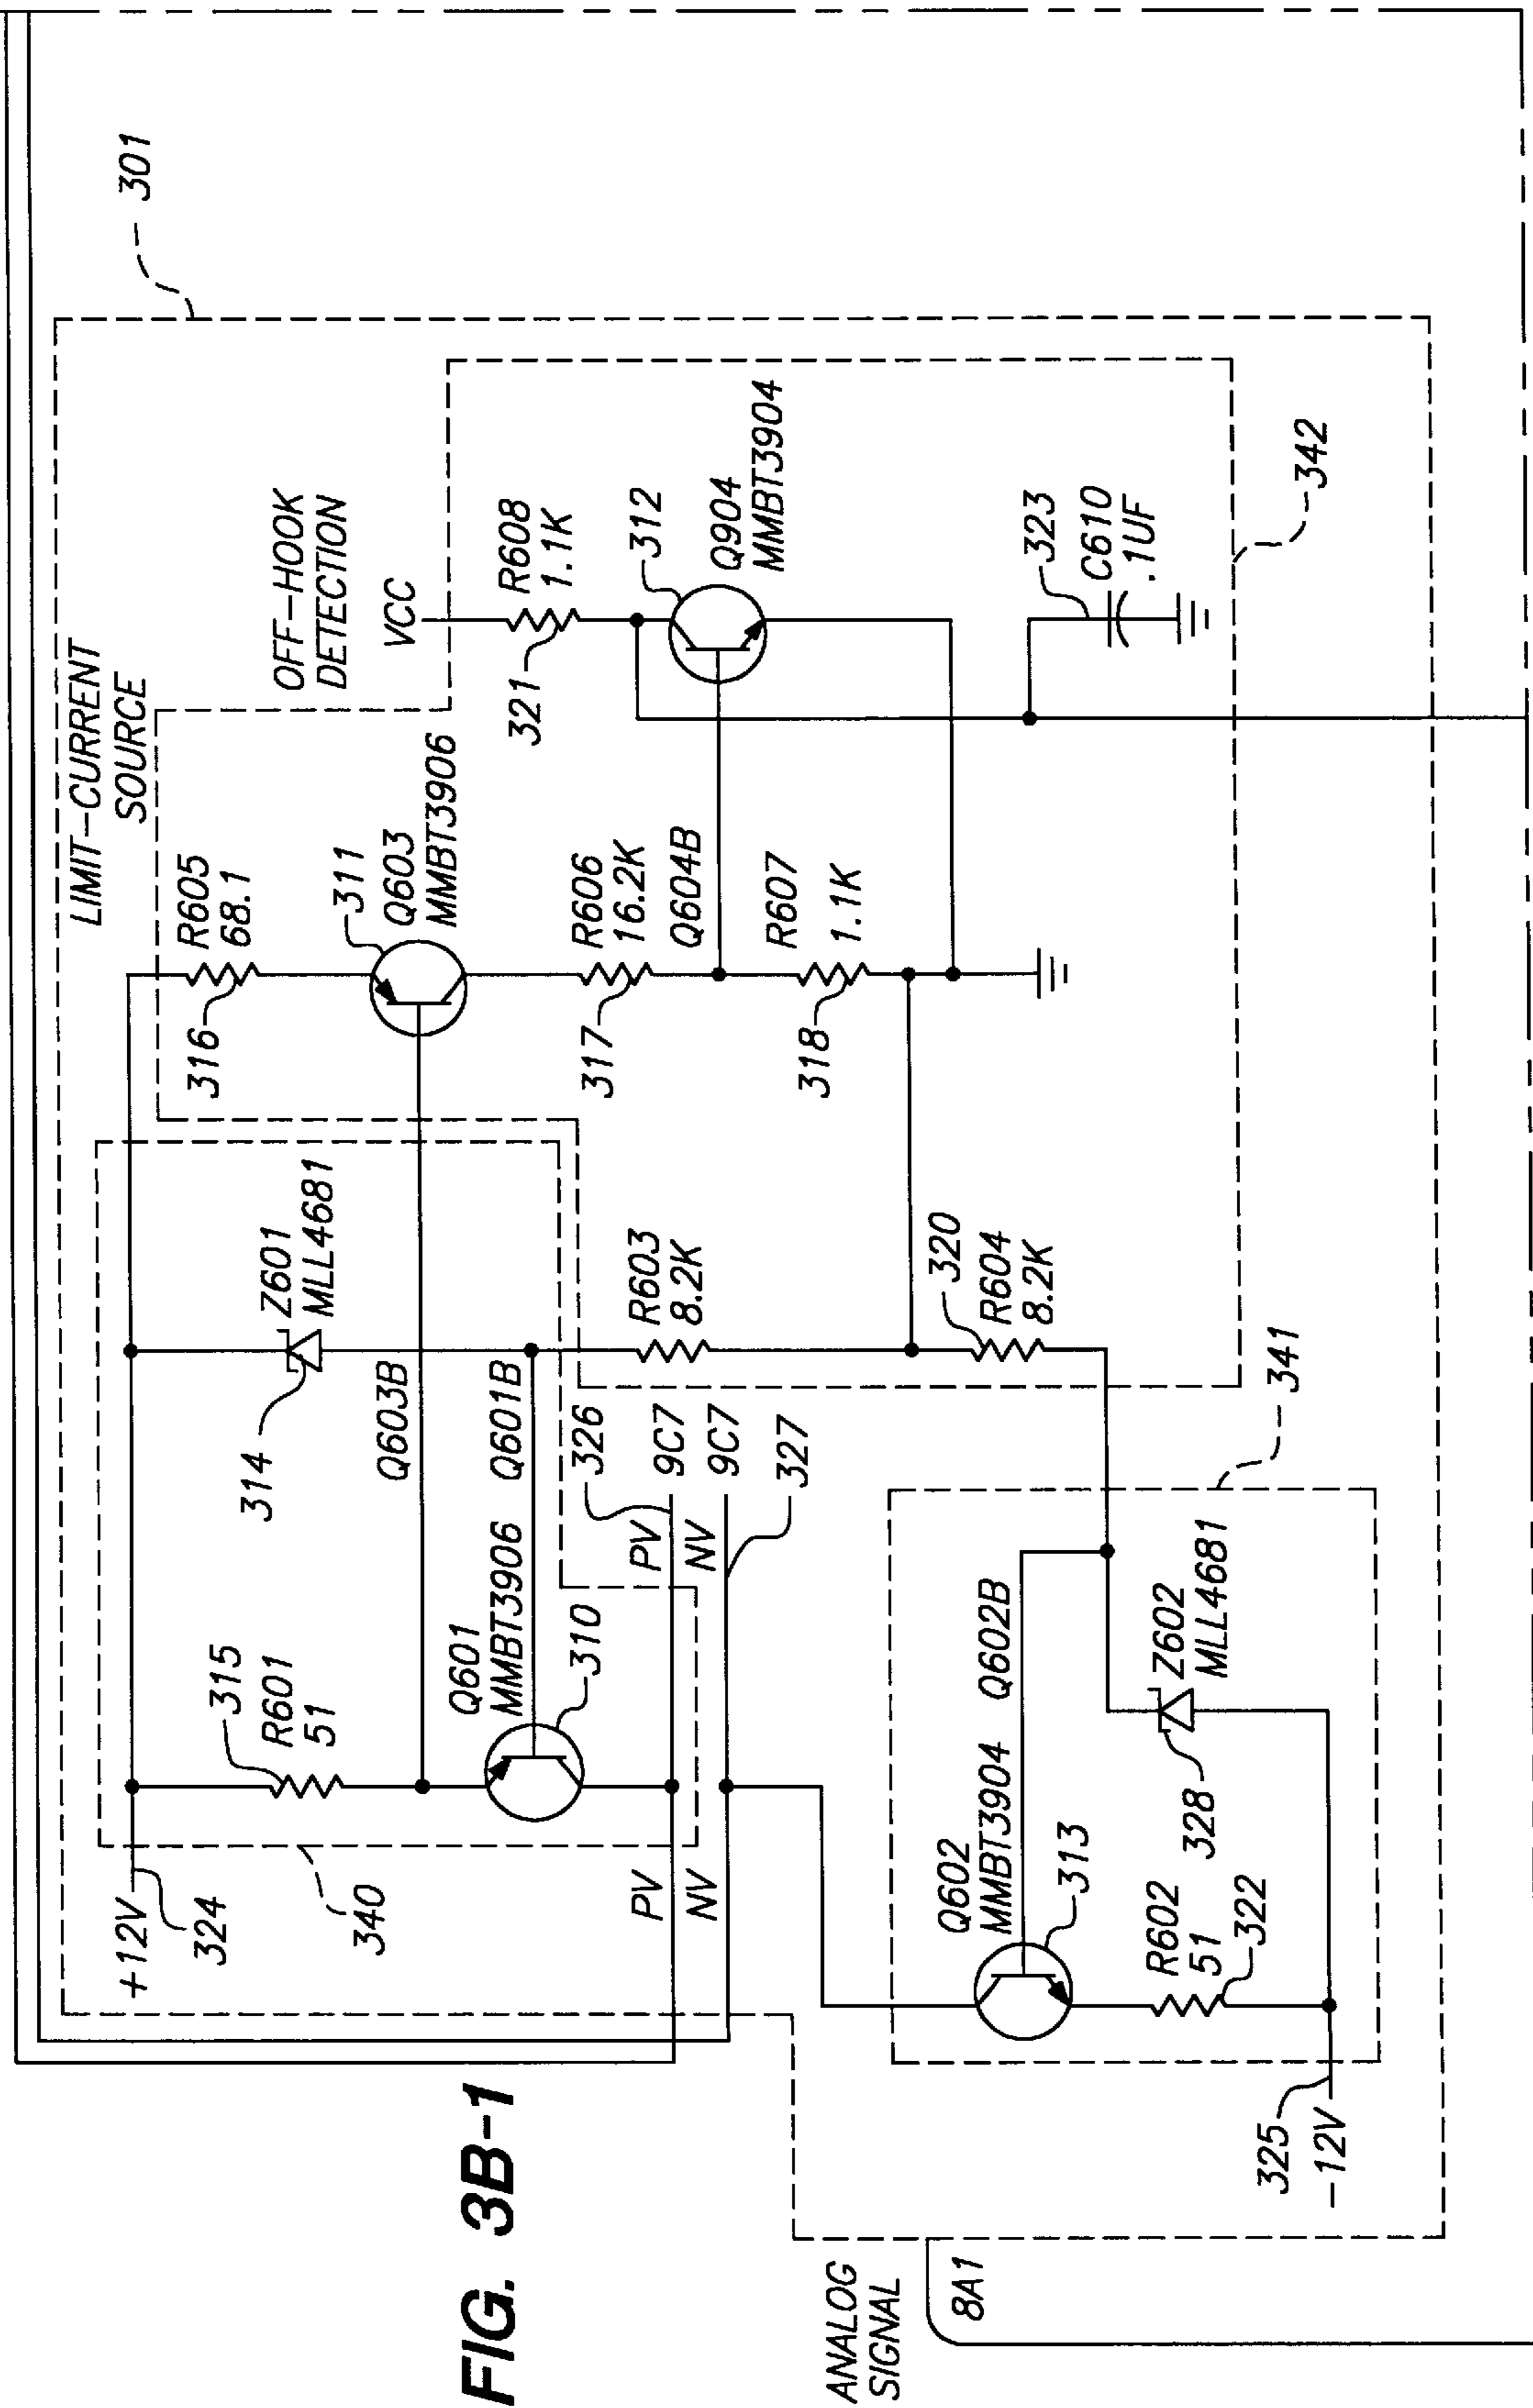 FIG. 3B-1
LIMIT-CURRENT
SOURCE
301
OFF-HOOK
DETECTION
VCC
+12V
324
340
315
R601
51
Q601
MMBT3906
310
Q603B
Q601B
314
Z601
MLL4681
326
PV
NV
PV
NV
9C7
9C7
327
R603
8.2K
320
R604
8.2K
316
R605
68.1
311
Q603
MMBT3906
317
R606
16.2K
Q604B
318
R607
1.1K
321
R608
1.1K
312
Q904
MMBT3904
323
C610
.1UF
342
341
Q602
MMBT3904
Q602B
313
R602
51
322
328
Z602
MLL4681
325
-12V
ANALOG
SIGNAL
8A1